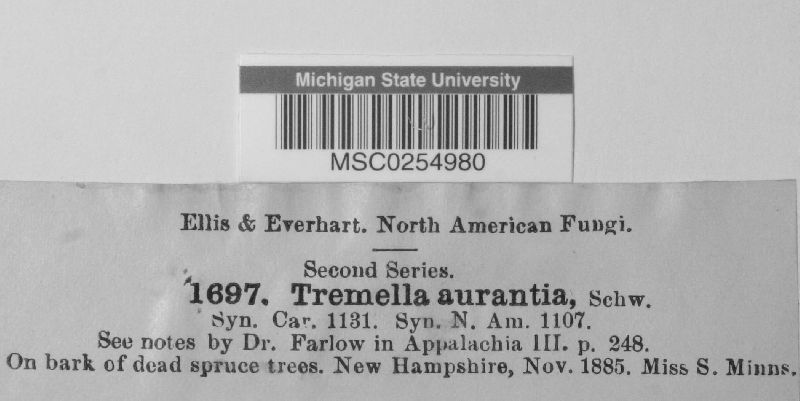 Michigan State University
MSC0254980
Ellis & Everhart. North American Fungi.
Second Series.
1697. Tremella aurantia, Schw.
Syn. Car. 1131. Syn. N. Am. 1107.
See notes by Dr. Farlow in Appalachia III. p. 248.
On bark of dead spruce trees. New Hampshire, Nov. 1885. Miss S. Minns.